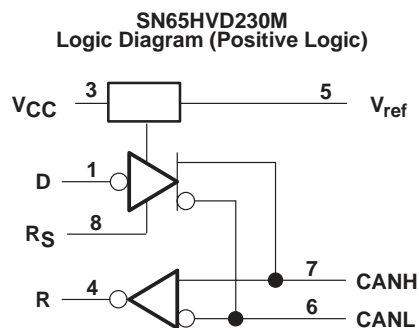 SN65HVD230M
Logic Diagram (Positive Logic)
VCC 3 5 Vref
D 1
RS 8
R 4
7 CANH
6 CANL